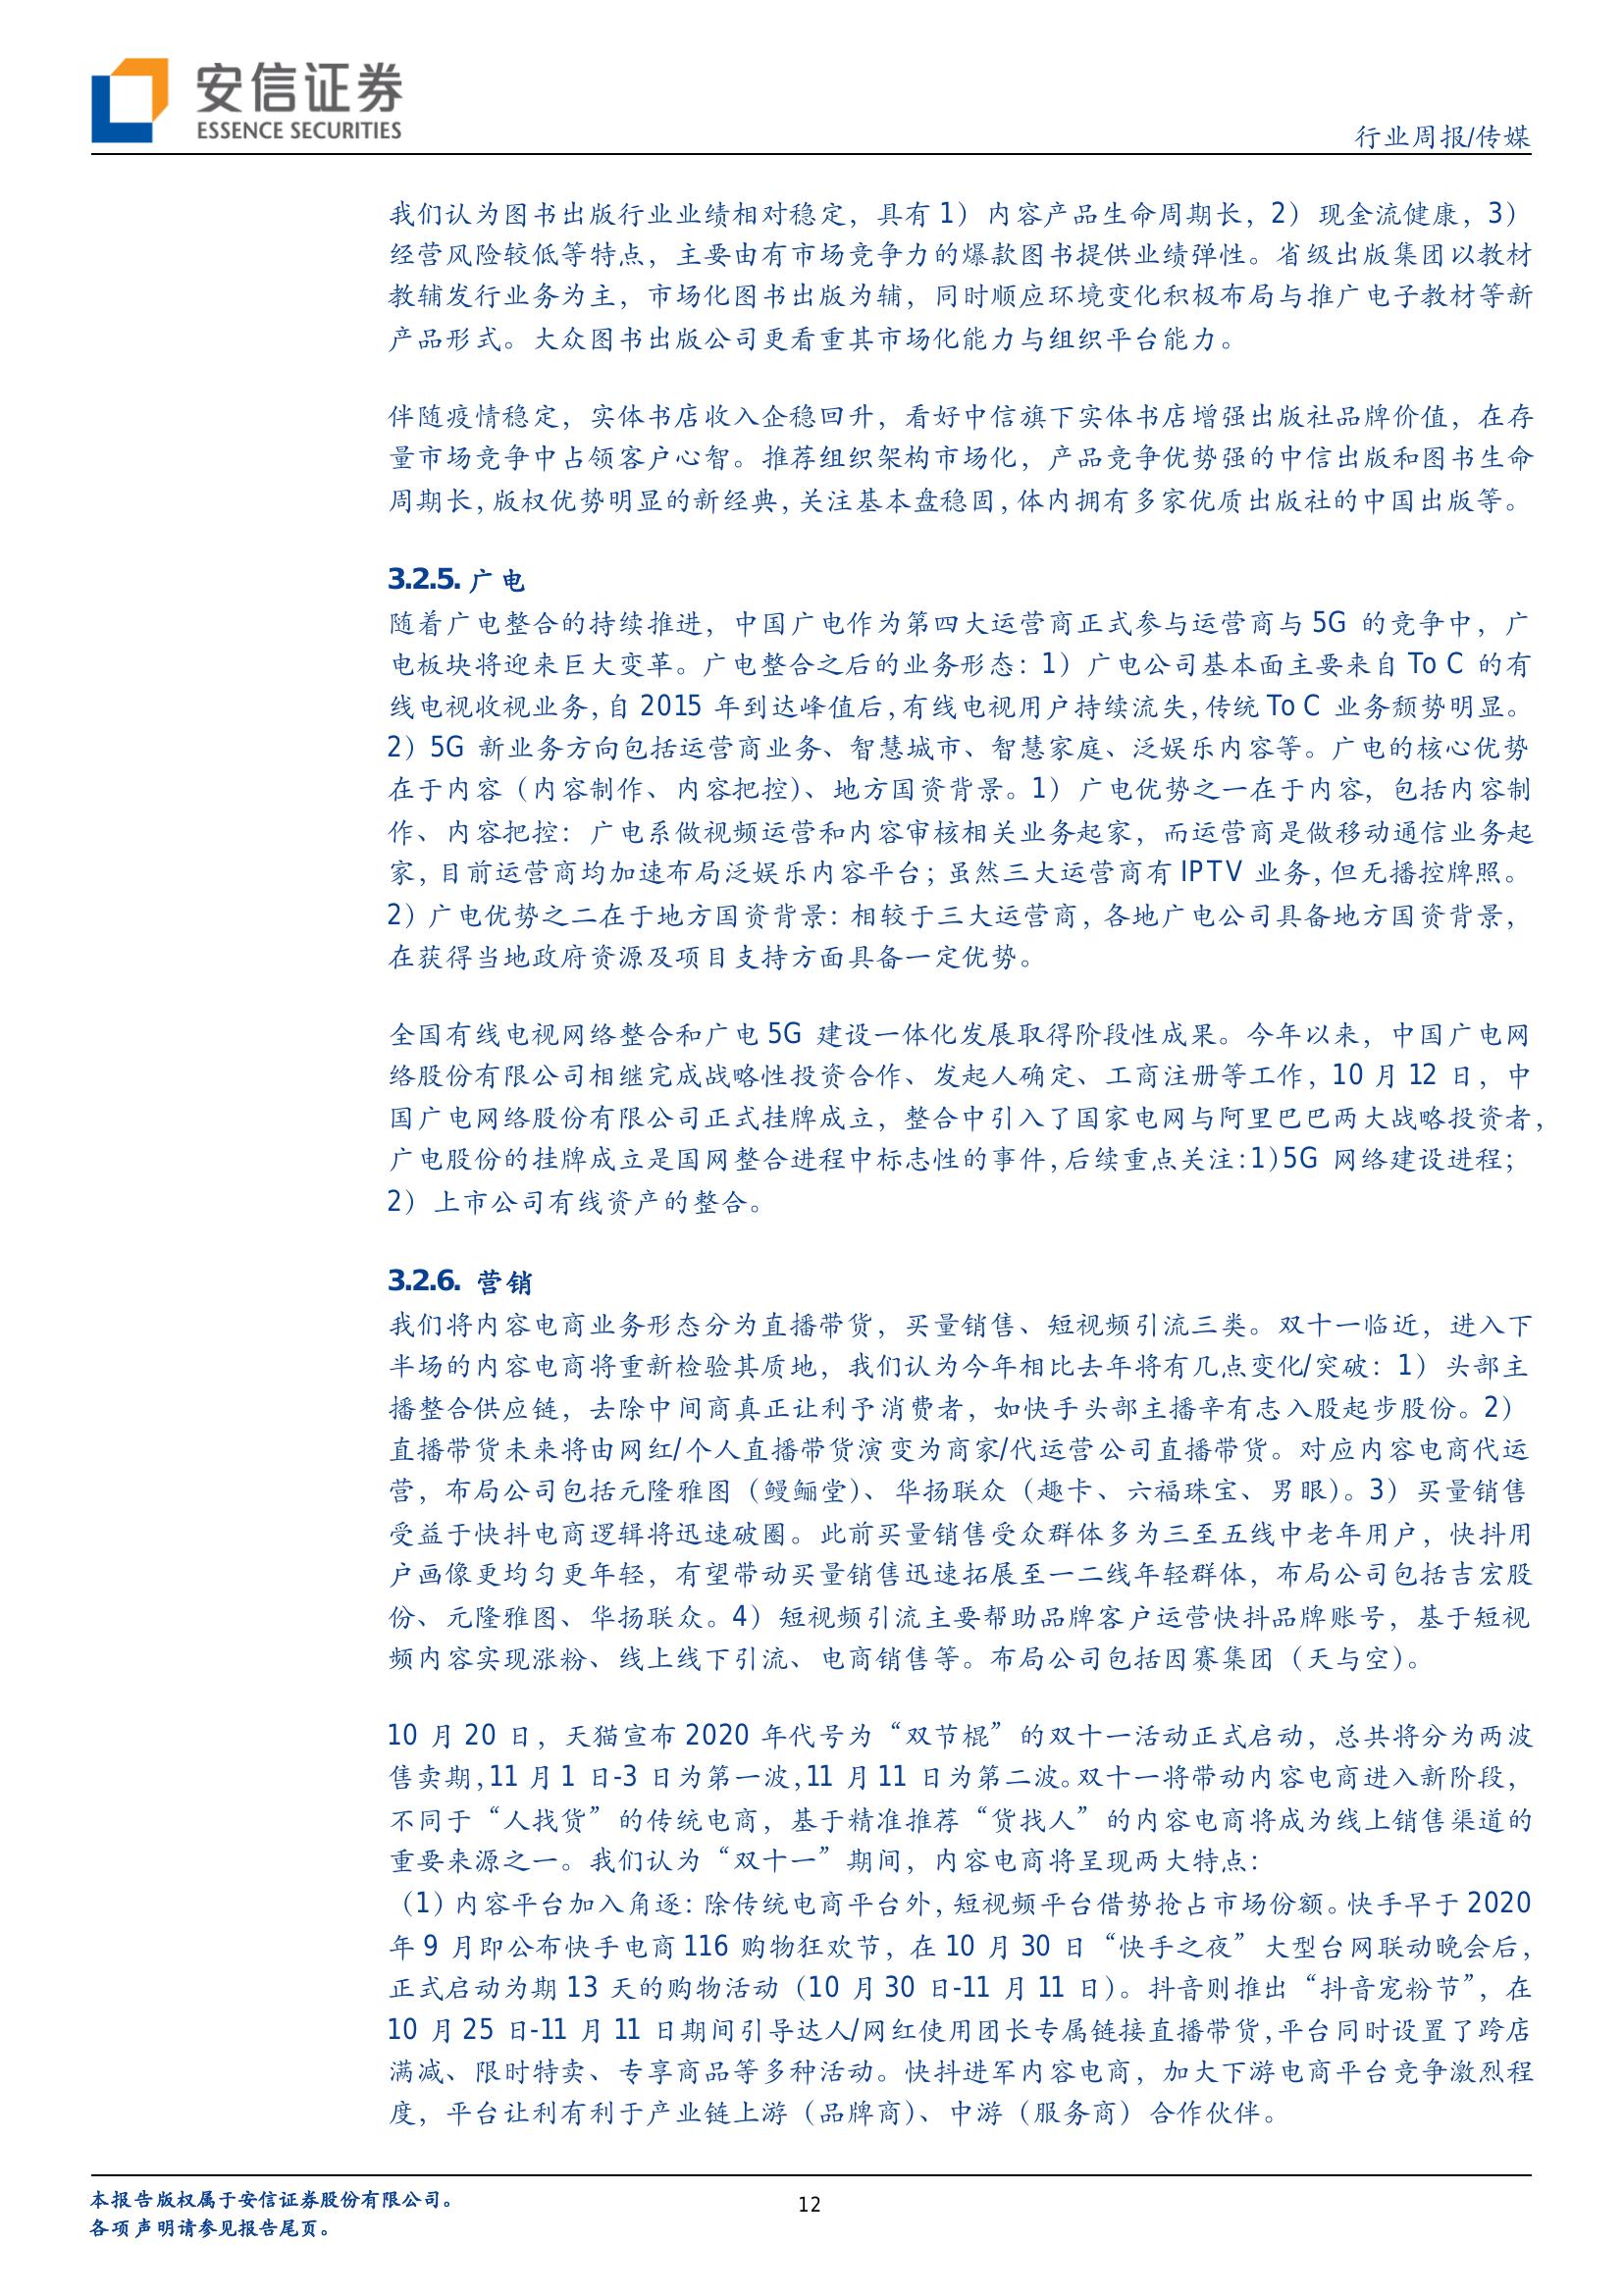 安信证券
ESSENCE SECURITIES
行业周报/传媒
我们认为图书出版行业业绩相对稳定，具有 1）内容产品生命周期长，2）现金流健康，3）
经营风险较低等特点，主要由有市场竞争力的爆款图书提供业绩弹性。省级出版集团以教材
教辅发行业务为主，市场化图书出版为辅，同时顺应环境变化积极布局与推广电子教材等新
产品形式。大众图书出版公司更看重其市场化能力与组织平台能力。
伴随疫情稳定，实体书店收入企稳回升，看好中信旗下实体书店增强出版社品牌价值，在存
量市场竞争中占领客户心智。推荐组织架构市场化，产品竞争优势强的中信出版和图书生命
周期长，版权优势明显的新经典，关注基本盘稳固，体内拥有多家优质出版社的中国出版等。
3.2.5. 广电
随着广电整合的持续推进，中国广电作为第四大运营商正式参与运营商与 5G 的竞争中，广
电板块将迎来巨大变革。广电整合之后的业务形态：1）广电公司基本面主要来自 To C 的有
线电视收视业务，自 2015 年到达峰值后，有线电视用户持续流失，传统 To C 业务颓势明显。
2）5G 新业务方向包括运营商业务、智慧城市、智慧家庭、泛娱乐内容等。广电的核心优势
在于内容（内容制作、内容把控）、地方国资背景。1）广电优势之一在于内容，包括内容制
作、内容把控：广电系做视频运营和内容审核相关业务起家，而运营商是做移动通信业务起
家，目前运营商均加速布局泛娱乐内容平台；虽然三大运营商有 IPTV 业务，但无播控牌照。
2）广电优势之二在于地方国资背景：相较于三大运营商，各地广电公司具备地方国资背景，
在获得当地政府资源及项目支持方面具备一定优势。
全国有线电视网络整合和广电 5G 建设一体化发展取得阶段性成果。今年以来，中国广电网
络股份有限公司相继完成战略性投资合作、发起人确定、工商注册等工作，10 月 12 日，中
国广电网络股份有限公司正式挂牌成立，整合中引入了国家电网与阿里巴巴两大战略投资者，
广电股份的挂牌成立是国网整合进程中标志性的事件，后续重点关注：1）5G 网络建设进程；
2）上市公司有线资产的整合。
3.2.6. 营销
我们将内容电商业务形态分为直播带货，买量销售、短视频引流三类。双十一临近，进入下
半场的内容电商将重新检验其质地，我们认为今年相比去年将有几点变化/突破：1）头部主
播整合供应链，去除中间商真正让利予消费者，如快手头部主播辛有志入股起步股份。2）
直播带货未来将由网红/个人直播带货演变为商家/代运营公司直播带货。对应内容电商代运
营，布局公司包括元隆雅图（鳗鲡堂）、华扬联众（趣卡、六福珠宝、男眼）。3）买量销售
受益于快抖电商逻辑将迅速破圈。此前买量销售受众群体多为三至五线中老年用户，快抖用
户画像更均匀更年轻，有望带动买量销售迅速拓展至一二线年轻群体，布局公司包括吉宏股
份、元隆雅图、华扬联众。4）短视频引流主要帮助品牌客户运营快抖品牌账号，基于短视
频内容实现涨粉、线上线下引流、电商销售等。布局公司包括因赛集团（天与空）。
10 月 20 日，天猫宣布 2020 年代号为“双节棍”的双十一活动正式启动，总共将分为两波
售卖期，11 月 1 日-3 日为第一波，11 月 11 日为第二波。双十一将带动内容电商进入新阶段，
不同于“人找货”的传统电商，基于精准推荐“货找人”的内容电商将成为线上销售渠道的
重要来源之一。我们认为“双十一”期间，内容电商将呈现两大特点：
（1）内容平台加入角逐：除传统电商平台外，短视频平台借势抢占市场份额。快手早于 2020
年 9 月即公布快手电商 116 购物狂欢节，在 10 月 30 日“快手之夜”大型台网联动晚会后，
正式启动为期 13 天的购物活动（10 月 30 日-11 月 11 日）。抖音则推出“抖音宠粉节”，在
10 月 25 日-11 月 11 日期间引导达人/网红使用团长专属链接直播带货，平台同时设置了跨店
满减、限时特卖、专享商品等多种活动。快抖进军内容电商，加大下游电商平台竞争激烈程
度，平台让利有利于产业链上游（品牌商）、中游（服务商）合作伙伴。
本报告版权属于安信证券股份有限公司。
各项声明请参见报告尾页。
12